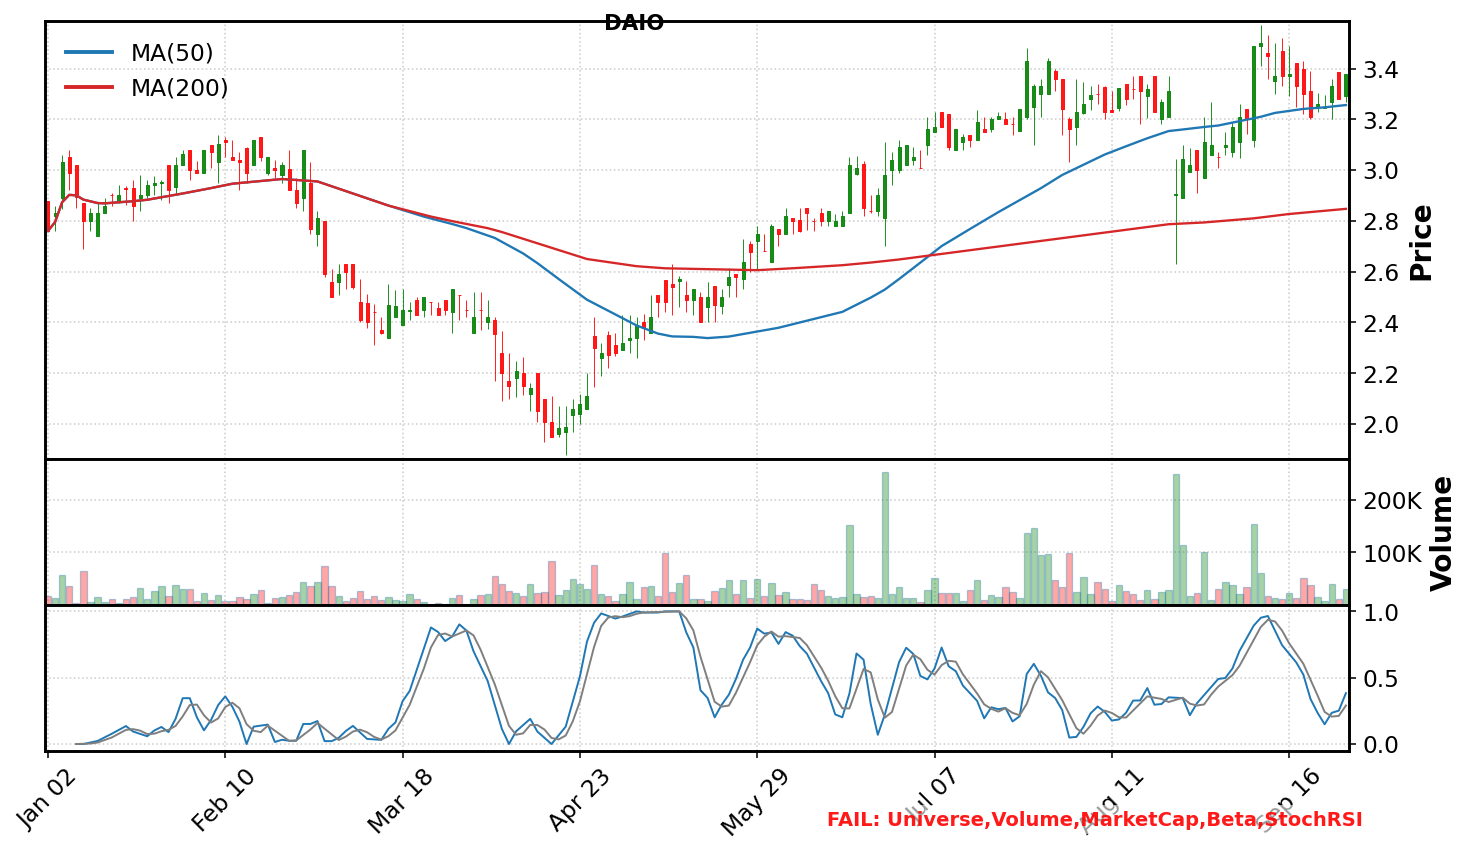 DAIO
MA(50)
MA(200)
3.4
3.2
3.0
2.8
2.6
2.4
2.2
2.0
Price
200K
100K
Volume
1.0
0.5
0.0
Jan 02
Feb 10
Mar 18
Apr 23
May 29
Jul 07
Aug 11
Sep 16
FAIL: Universe,Volume,MarketCap,Beta,StochRSI